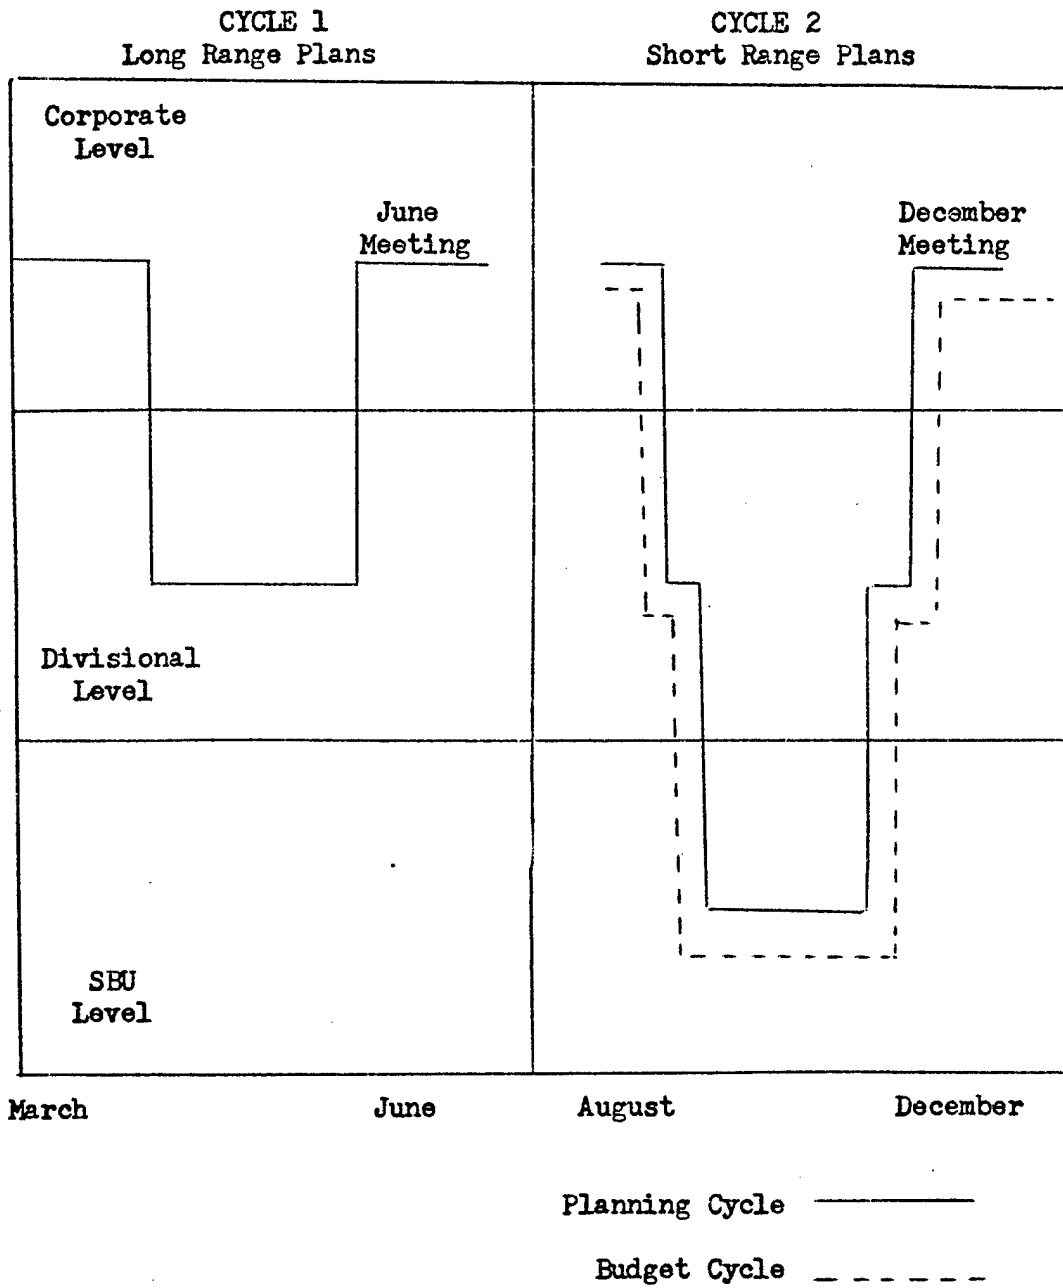 CYCLE 1
Long Range Plans
CYCLE 2
Short Range Plans
Corporate
Level
June
Meeting
December
Meeting
Divisional
Level
SBU
Level
March
June
August
December
Planning Cycle
Budget Cycle